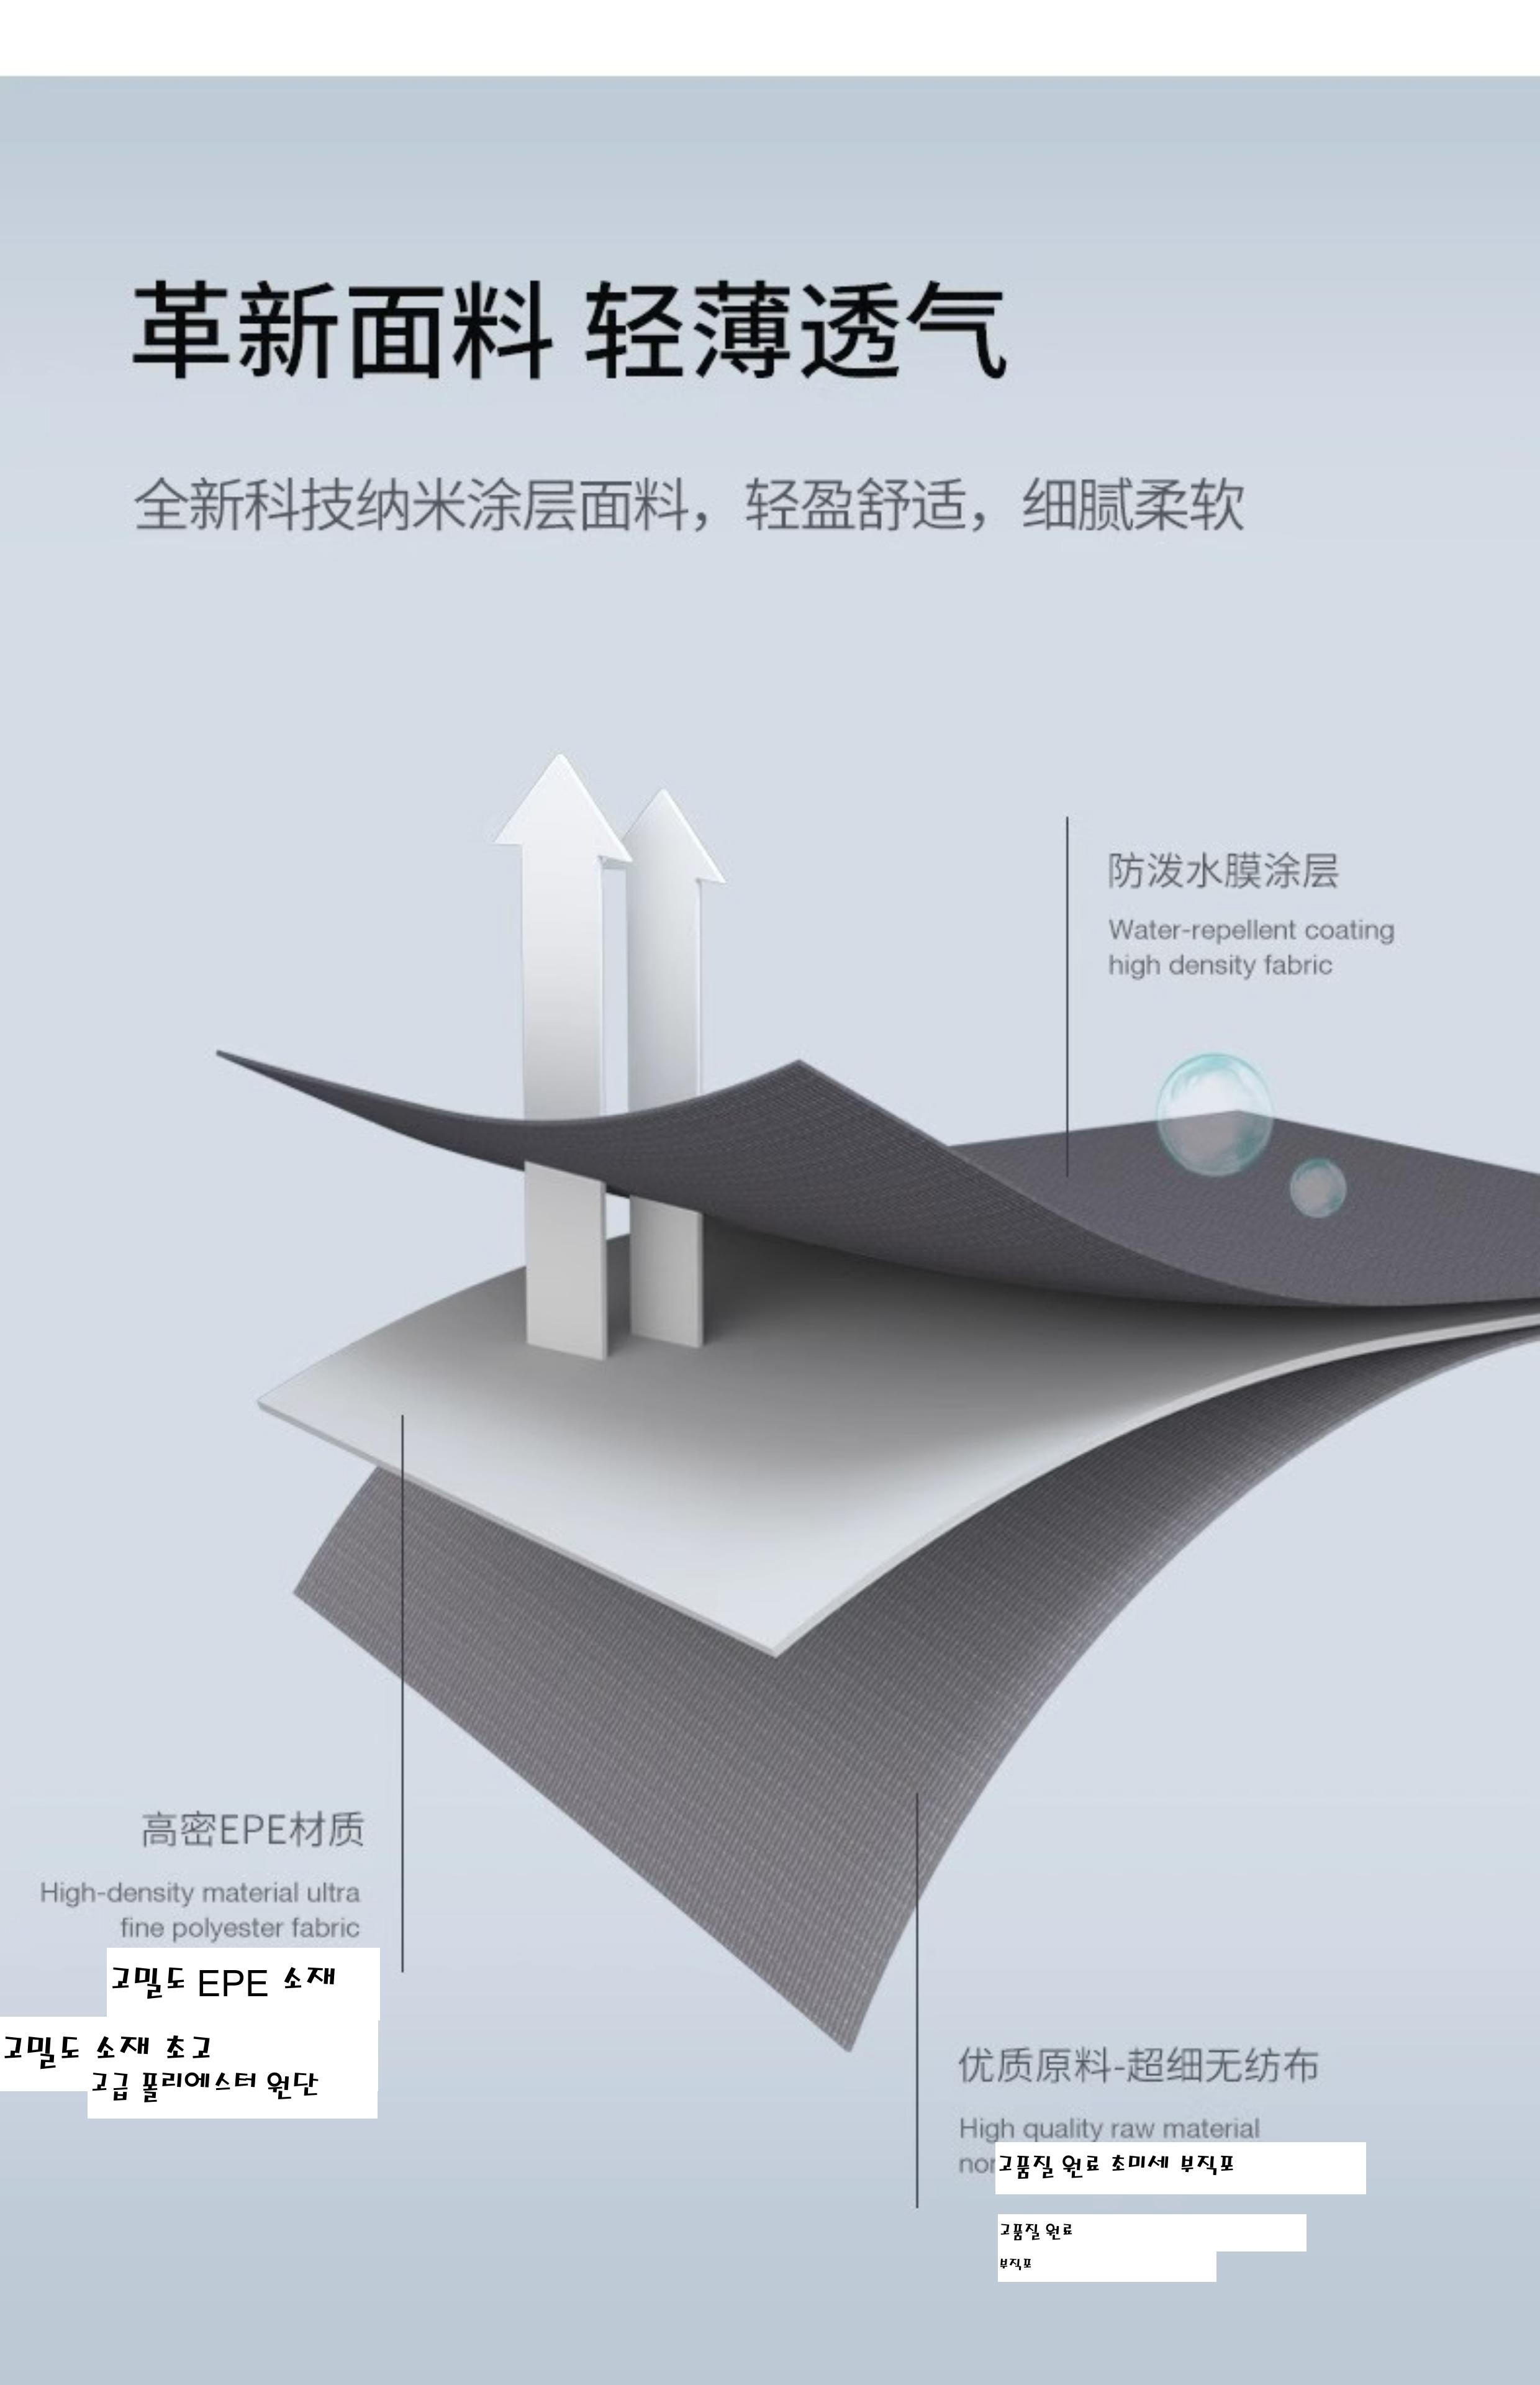 革新面料 轻薄透气
全新科技纳米涂层面料，轻盈舒适，细腻柔软
防泼水膜涂层
Water-repellent coating
high density fabric
高密EPE材质
High-density material ultra
fine polyester fabric
고밀도 EPE 소재
고밀도 소재 초고
고급 폴리에스터 원단
优质原料-超细无纺布
High quality raw material
고품질 원료 초미세 부직포
고품질 원료
부직포